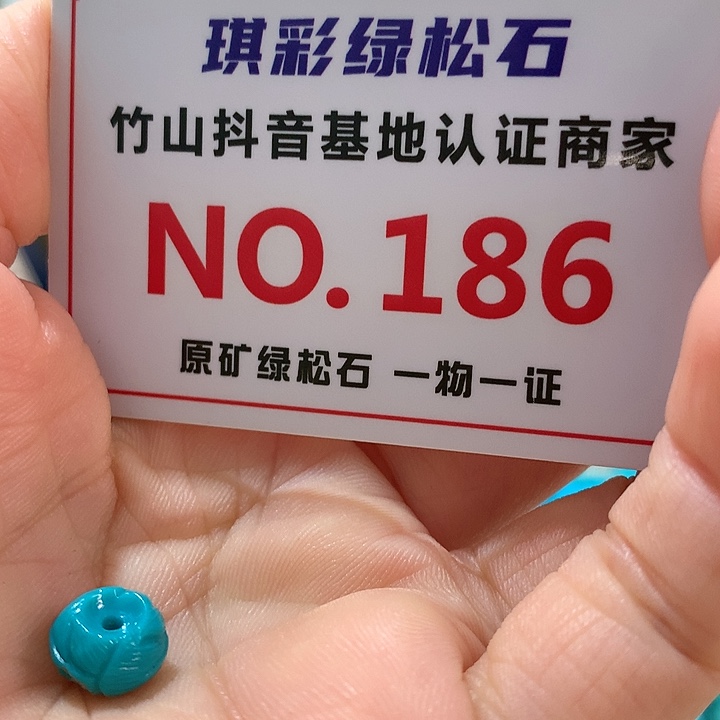 琪彩绿松石
竹山抖音基地认证商家
NO.186
原矿绿松石 一物一证